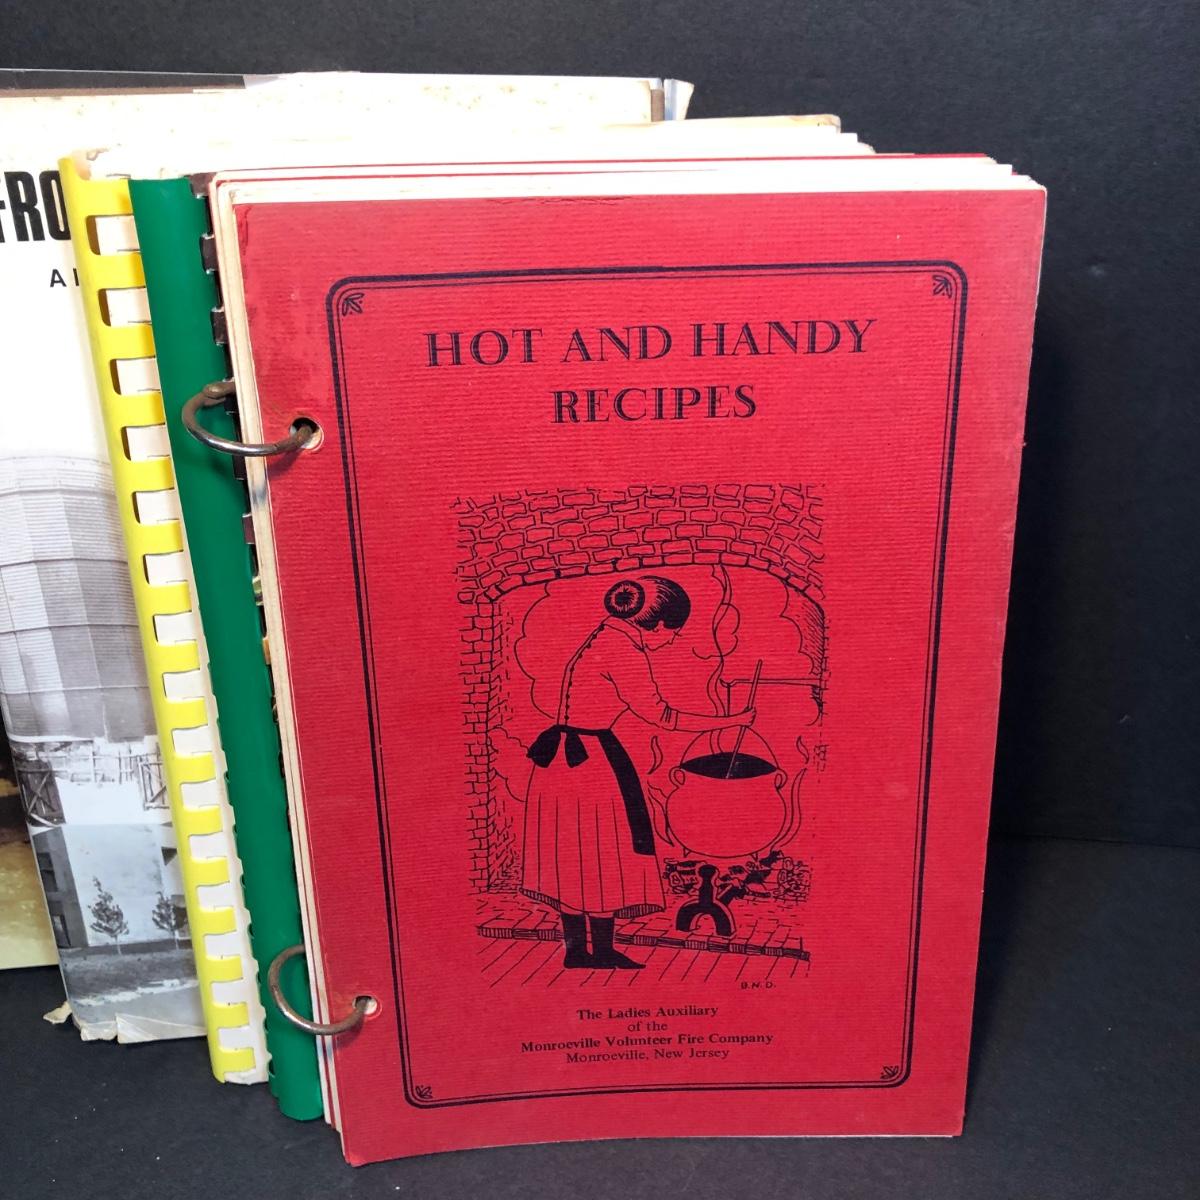 HOT AND HANDY
RECIPES
B.N.D.
The Ladies Auxiliary
of the
Monroeville Volunteer Fire Company
Monroeville, New Jersey
FRO
A